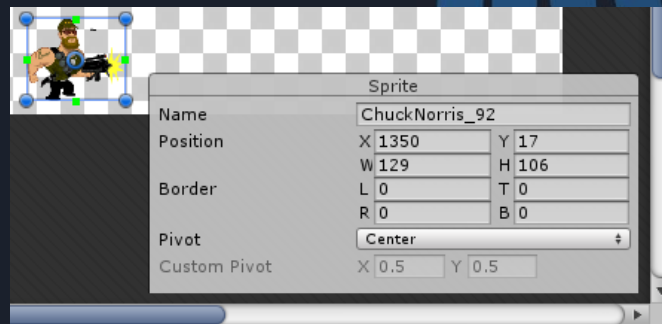 Sprite
Name ChuckNorris_92
Position X 1350 Y 17
W 129 H 106
Border L 0 T 0
R 0 B 0
Pivot Center
Custom Pivot X 0.5 Y 0.5